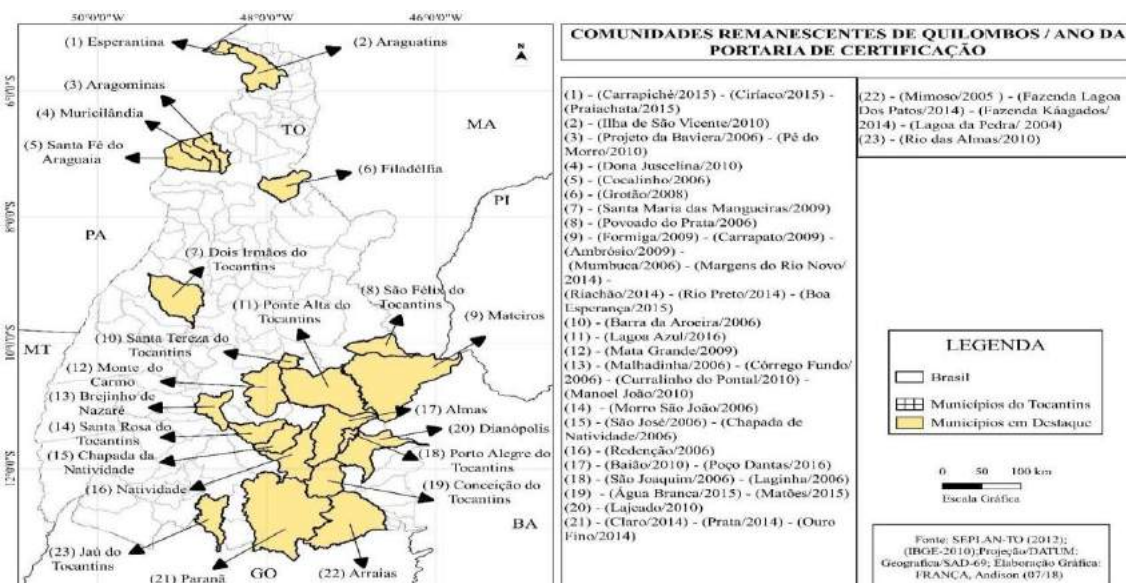 50°0'0"W
48°0'0"W
46°0'0"W
6°0'0"S
8°0'0"S
10°0'0"S
12°0'0"S
N
(1) Esperantina
(2) Araguatins
(3) Aragominas
(4) Muricilândia
(5) Santa Fé do
Araguaia
TO
MA
(6) Filadélfia
PI
PA
(7) Dois Irmãos do
Tocantins
(8) São Félix do
Tocantins
(11) Ponte Alta do
Tocantins
(9) Mateiros
(10) Santa Tereza do
Tocantins
MT
(12) Monte do
Carmo
(13) Brejinho de
Nazaré
(17) Almas
(14) Santa Rosa do
Tocantins
(20) Dianópolis
(15) Chapada da
Natividade
(18) Porto Alegre do
Tocantins
(16) Natividade
(19) Conceição do
Tocantins
BA
(23) Jaú do
Tocantins
(21) Paranã
GO
(22) Arraias
COMUNIDADES REMANESCENTES DE QUILOMBOS / ANO DA
PORTARIA DE CERTIFICAÇÃO
(1) - (Carrapiché/2015) - (Ciríaco/2015) -
(Praiachata/2015)
(2) - (Ilha de São Vicente/2010)
(3) - (Projeto da Baviera/2006) - (Pé do
Morro/2010)
(4) - (Dona Juscelina/2010)
(5) - (Cocalinho/2006)
(6) - (Grotão/2008)
(7) - (Santa Maria das Mangueiras/2009)
(8) - (Povoado do Prata/2006)
(9) - (Formiga/2009) - (Carrapato/2009) -
(Ambrósio/2009) -
(Mumbuca/2006) - (Margens do Rio Novo/
2014) -
(Riachão/2014) - (Rio Preto/2014) - (Boa
Esperança/2015)
(10) - (Barra da Aroeira/2006)
(11) - (Lagoa Azul/2016)
(12) - (Mata Grande/2009)
(13) - (Malhadinha/2006) - (Córrego Fundo/
2006) - (Curralinho do Pontal/2010) -
(Manoel João/2010)
(14) - (Morro São João/2006)
(15) - (São José/2006) - (Chapada de
Natividade/2006)
(16) - (Redenção/2006)
(17) - (Baião/2010) - (Poço Dantas/2016)
(18) - (São Joaquim/2006) - (Laginha/2006)
(19) - (Água Branca/2015) - (Matões/2015)
(20) - (Lajeado/2010)
(21) - (Claro/2014) - (Prata/2014) - (Ouro
Fino/2014)
(22) - (Mimoso/2005 ) - (Fazenda Lagoa
Dos Patos/2014) - (Fazenda Káagados/
2014) - (Lagoa da Pedra/ 2004)
(23) - (Rio das Almas/2010)
LEGENDA
Brasil
Municípios do Tocantins
Municípios em Destaque
0 50 100 km
Escala Gráfica
Fonte: SEPLAN-TO (2012);
(IBGE-2010);Projeção/DATUM:
Geografica/SAD-69; Elaboração Gráfica:
FRANÇA, Andison (07/18)